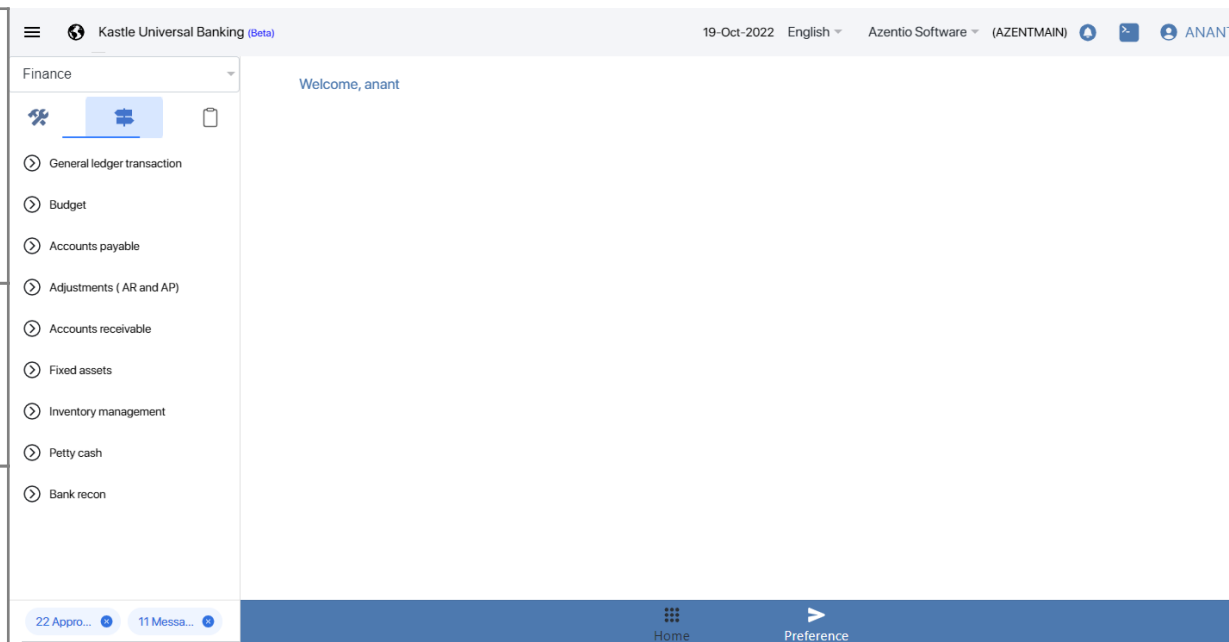 Kastle Universal Banking (Beta) 19-Oct-2022 English Azentio Software (AZENTMAIN) ANANT
Finance
Welcome, anant
General ledger transaction
Budget
Accounts payable
Adjustments ( AR and AP)
Accounts receivable
Fixed assets
Inventory management
Petty cash
Bank recon
22 Appro... 11 Messa...
Home Preference